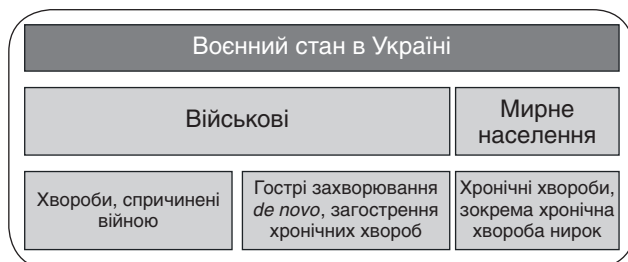 Воєнний стан в Україні
Військові
Мирне
населення
Хвороби, спричинені
війною
Гострі захворювання
de novo, загострення
хронічних хвороб
Хронічні хвороби,
зокрема хронічна
хвороба нирок